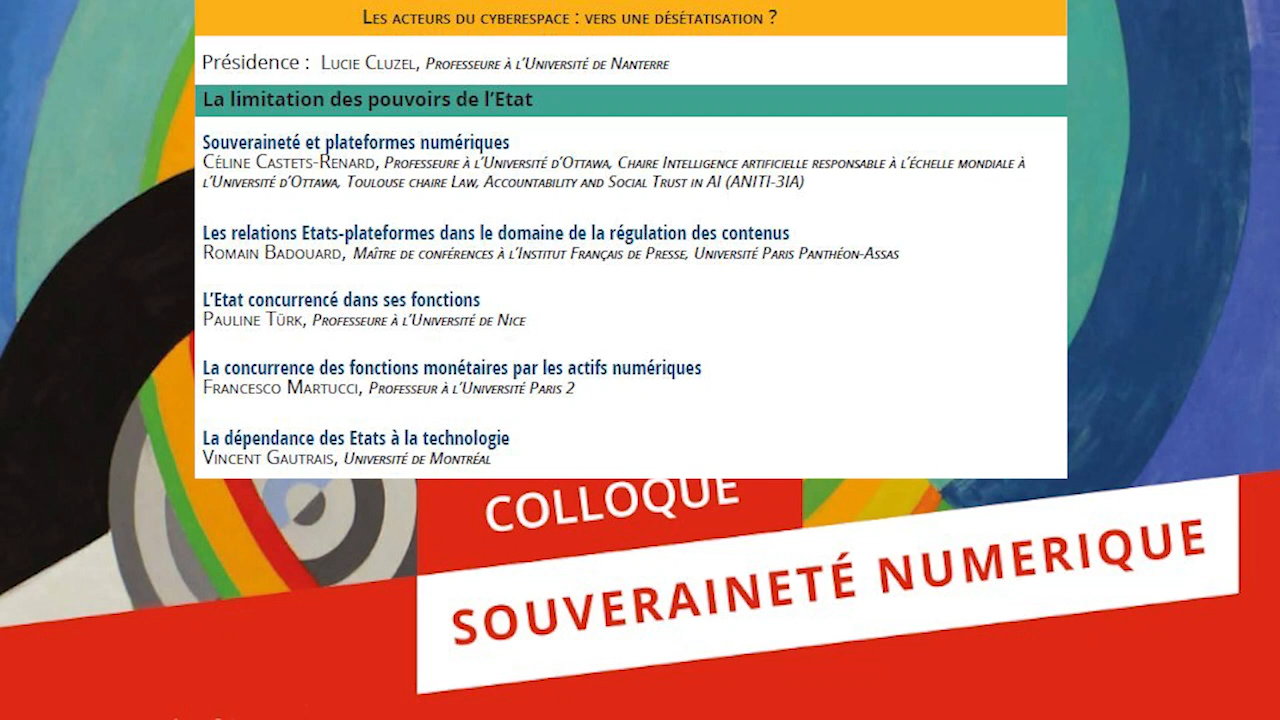 Les acteurs du cyberespace : vers une désétatisation ?
Présidence : Lucie Cluzel, Professeure à l'Université de Nanterre
La limitation des pouvoirs de l'Etat
Souveraineté et plateformes numériques
Céline Castets-Renard, Professeure à l'Université d'Ottawa, Chaire Intelligence artificielle responsable à l'échelle mondiale à
l'Université d'Ottawa, Toulouse chaire Law, Accountability and Social Trust in AI (ANITI-3IA)
Les relations Etats-plateformes dans le domaine de la régulation des contenus
Romain Badouard, Maître de conférences à l'Institut Français de Presse, Université Paris Panthéon-Assas
L'Etat concurrencé dans ses fonctions
Pauline Türk, Professeure à l'Université de Nice
La concurrence des fonctions monétaires par les actifs numériques
Francesco Martucci, Professeur à l'Université Paris 2
La dépendance des Etats à la technologie
Vincent Gautrais, Université de Montréal
COLLOQUE
SOUVERAINETÉ NUMERIQUE